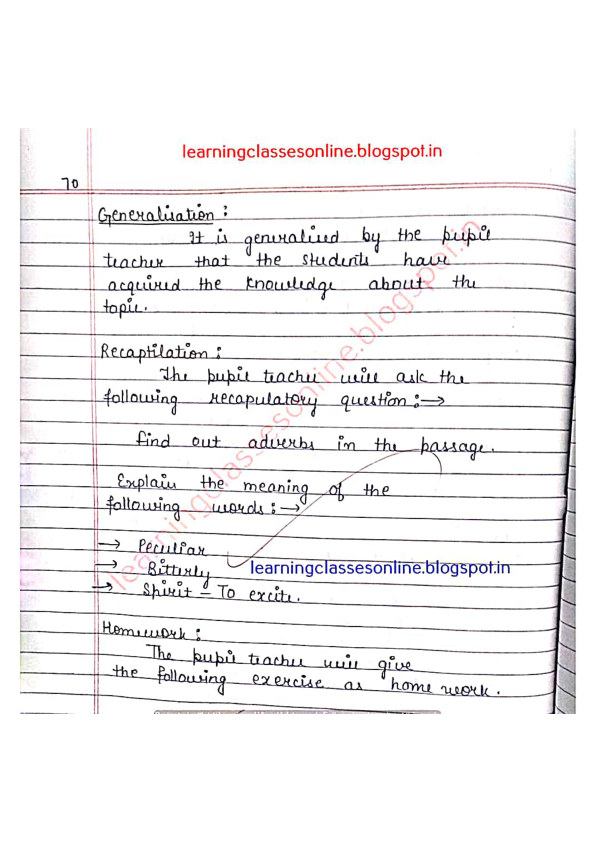 learningclassesonline.blogspot.in
70
Generalisation :
It is generalised by the pupil
teacher that the students have
acquired the knowledge about the
topic.
Recaptilation :
The pupil teacher will ask the
following recapulatory question :→
find out adverbs in the passage.
Explain the meaning of the
following words :→
→ Peculiar
→ Bitterly
→ Spirit – To excite.
learningclassesonline.blogspot.in
learningclassesonline.blogspot.in
Homework :
The pupil teacher will give
the following exercise as home work.